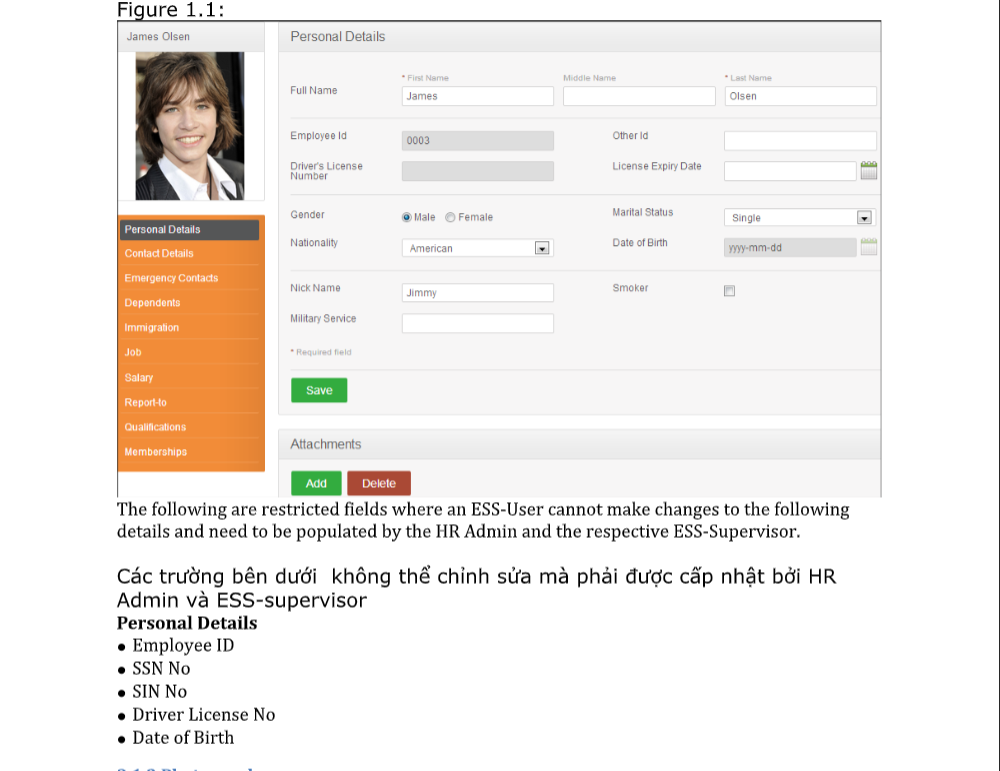 Figure 1.1:
James Olsen
Personal Details
* First Name
Middle Name
* Last Name
Full Name
James
Olsen
Employee Id
0003
Other Id
Driver's License
Number
License Expiry Date
Gender
Male
Female
Marital Status
Single
Nationality
American
Date of Birth
yyyy-mm-dd
Nick Name
Jimmy
Smoker
Military Service
* Required field
Save
Personal Details
Contact Details
Emergency Contacts
Dependents
Immigration
Job
Salary
Report-to
Qualifications
Memberships
Attachments
Add
Delete
The following are restricted fields where an ESS-User cannot make changes to the following
details and need to be populated by the HR Admin and the respective ESS-Supervisor.
Các trường bên dưới  không thể chỉnh sửa mà phải được cấp nhật bởi HR
Admin và ESS-supervisor
Personal Details
● Employee ID
● SSN No
● SIN No
● Driver License No
● Date of Birth